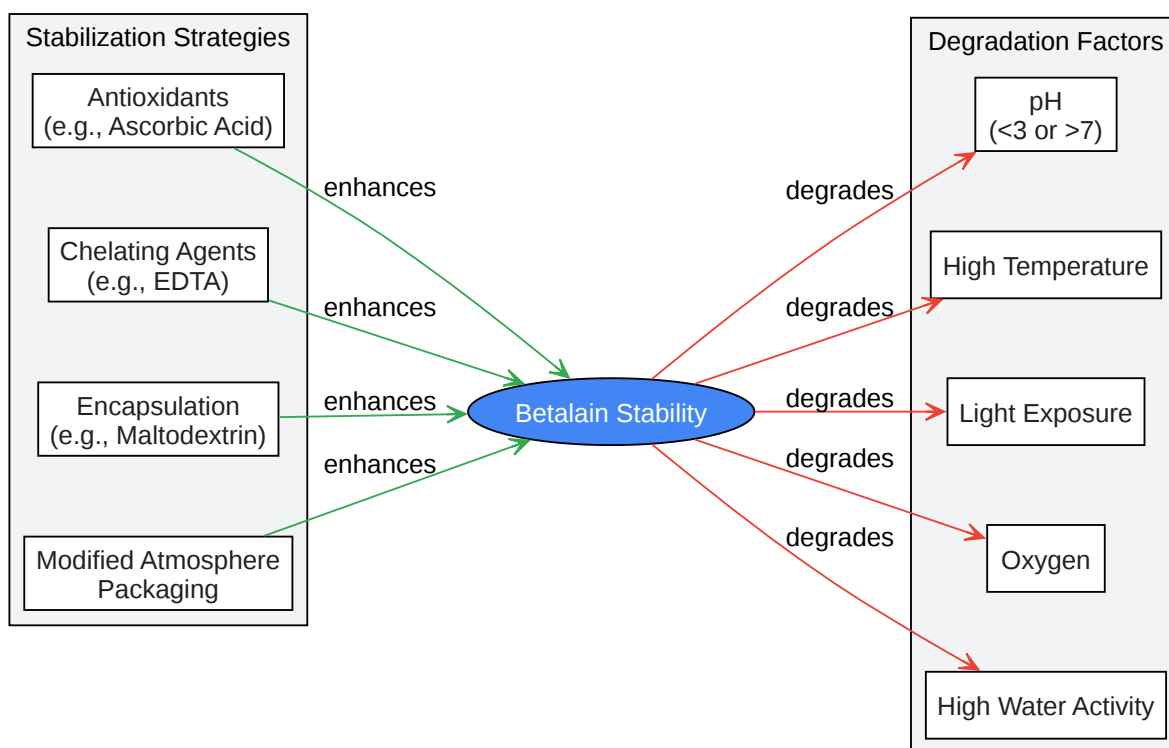 Stabilization Strategies
Antioxidants
(e.g., Ascorbic Acid)
Chelating Agents
(e.g., EDTA)
Encapsulation
(e.g., Maltodextrin)
Modified Atmosphere
Packaging
enhances
enhances
enhances
enhances
Betalain Stability
degrades
degrades
degrades
degrades
degrades
Degradation Factors
pH
(<3 or >7)
High Temperature
Light Exposure
Oxygen
High Water Activity